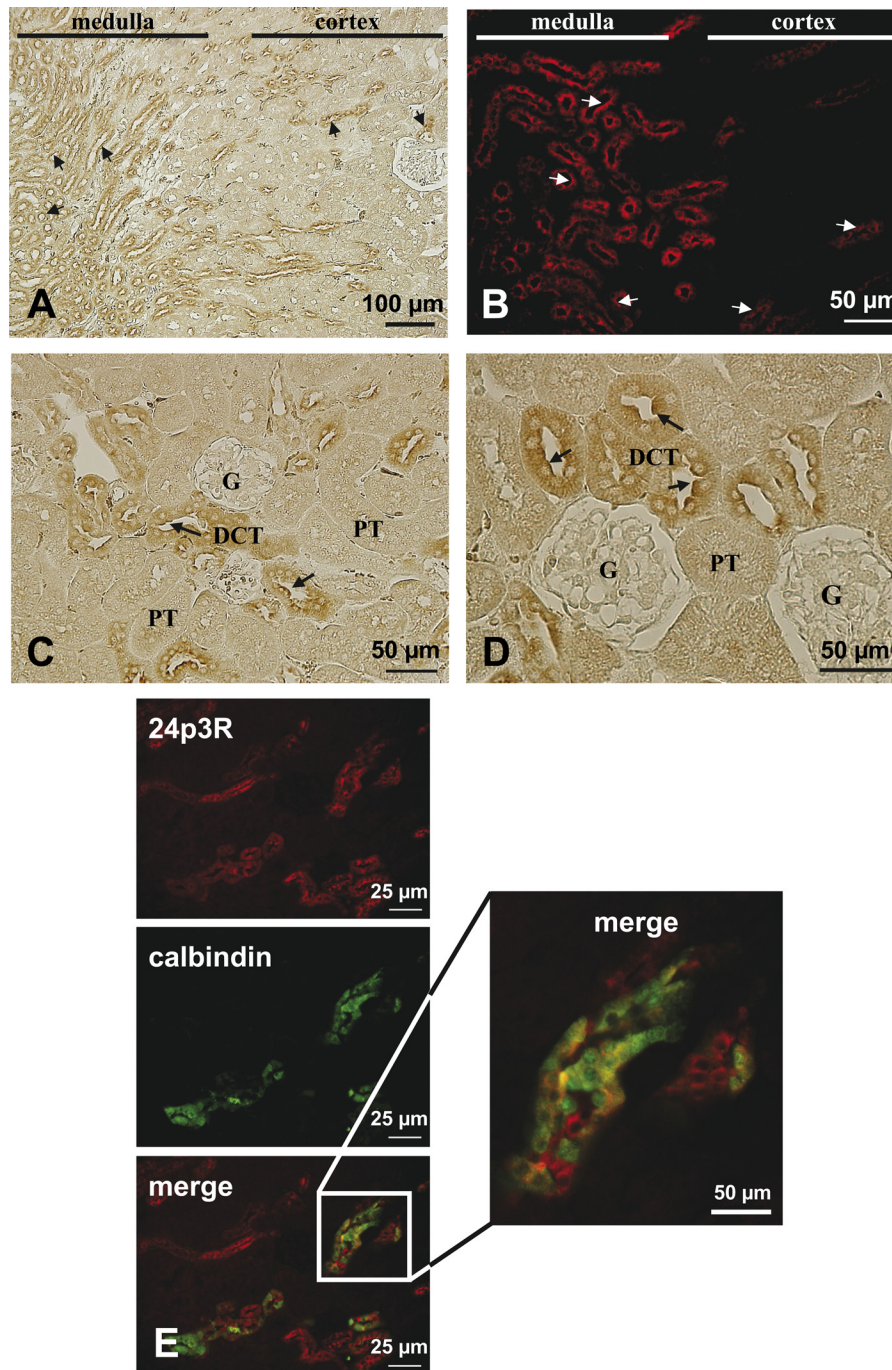 medulla cortex
A 100 µm
medulla cortex
B 50 µm
G
DCT
PT
PT
C 50 µm
DCT
G
PT
G
D 50 µm
24p3R
25 µm
calbindin
25 µm
merge
E 25 µm
merge
50 µm